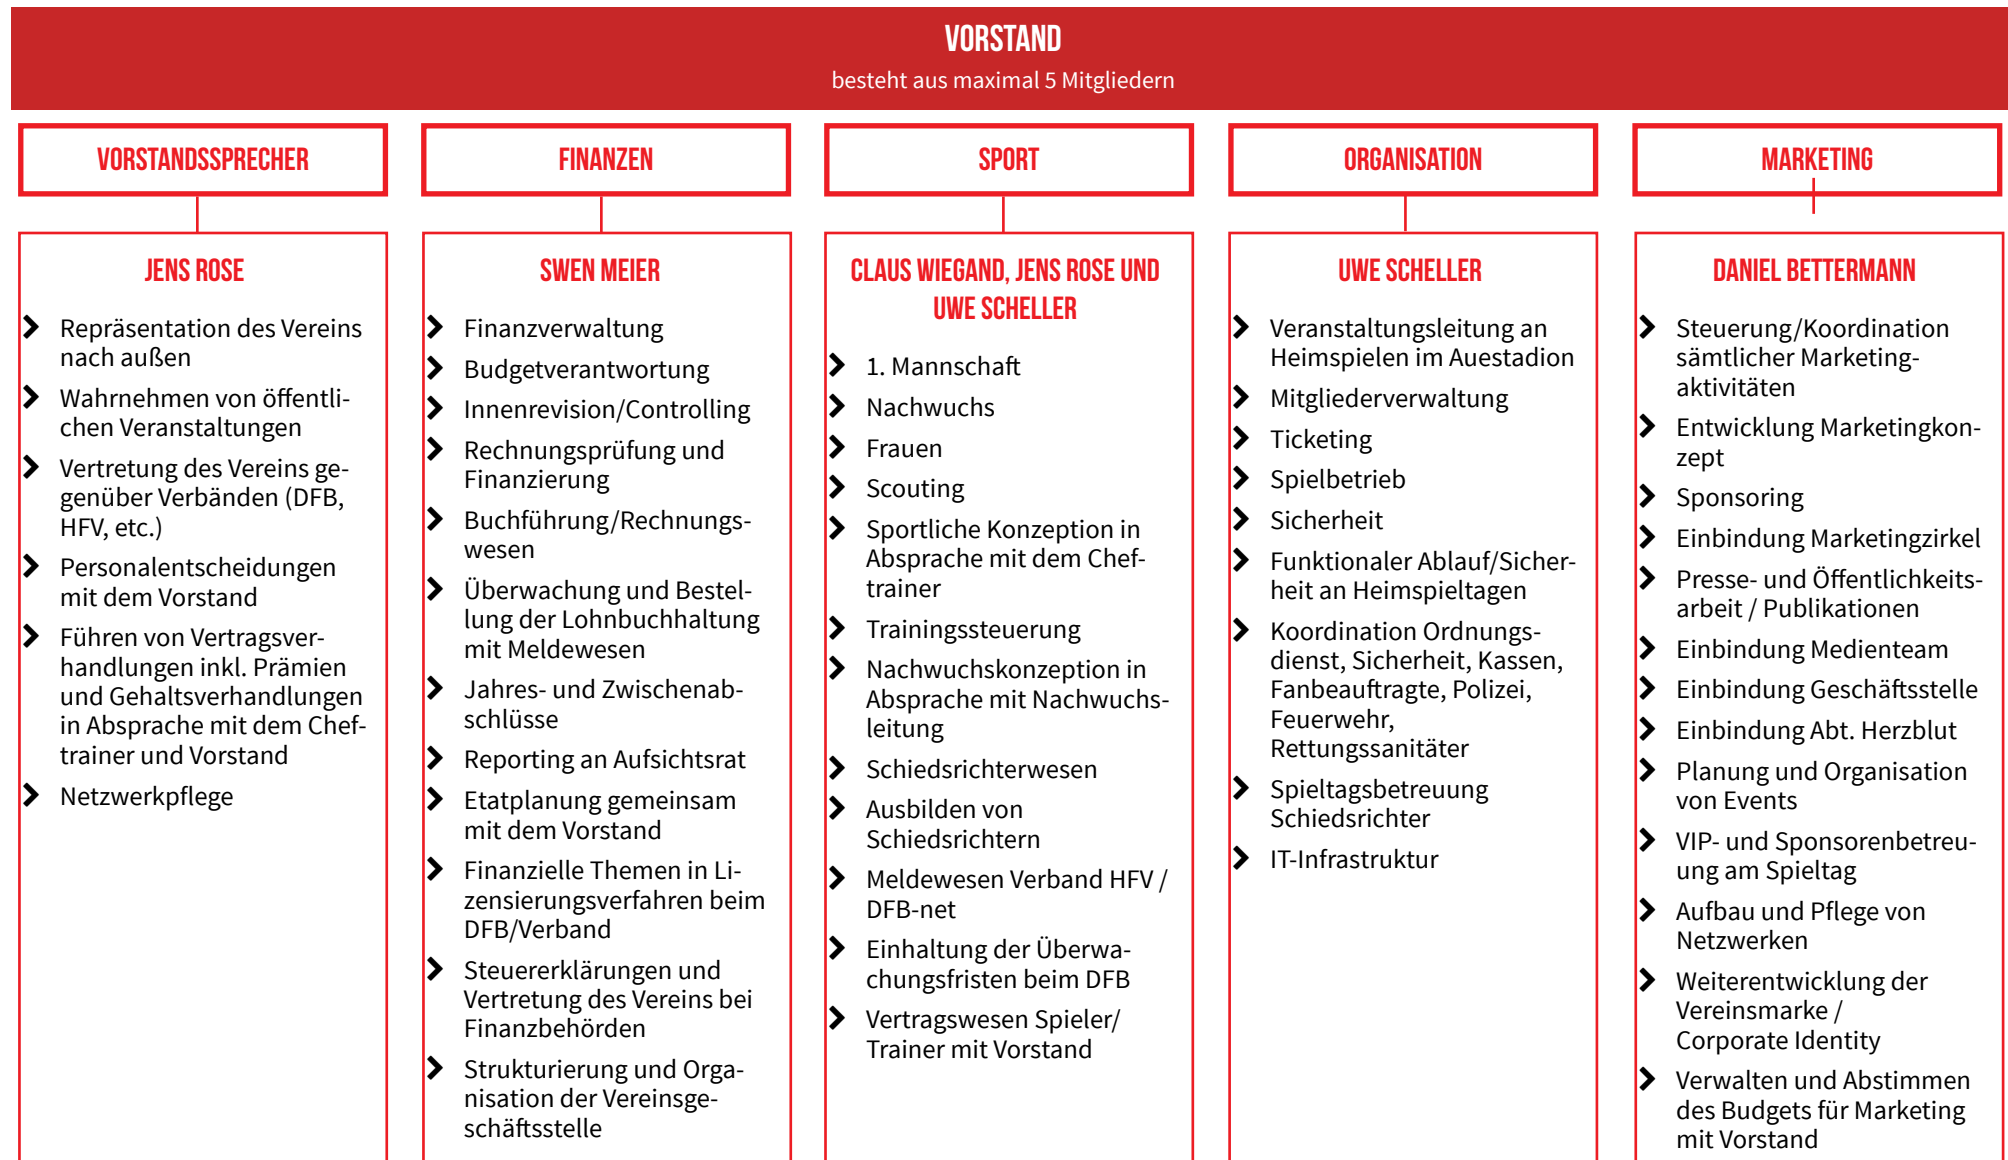 VORSTAND
besteht aus maximal 5 Mitgliedern
VORSTANDSSPRECHER
JENS ROSE
Repräsentation des Vereins
nach außen
Wahrnehmen von öffentli-
chen Veranstaltungen
Vertretung des Vereins ge-
genüber Verbänden (DFB,
HFV, etc.)
Personalentscheidungen
mit dem Vorstand
Führen von Vertragsver-
handlungen inkl. Prämien
und Gehaltsverhandlungen
in Absprache mit dem Chef-
trainer und Vorstand
Netzwerkpflege
FINANZEN
SWEN MEIER
Finanzverwaltung
Budgetverantwortung
Innenrevision/Controlling
Rechnungsprüfung und
Finanzierung
Buchführung/Rechnungs-
wesen
Überwachung und Bestel-
lung der Lohnbuchhaltung
mit Meldewesen
Jahres- und Zwischenab-
schlüsse
Reporting an Aufsichtsrat
Etatplanung gemeinsam
mit dem Vorstand
Finanzielle Themen in Li-
zensierungsverfahren beim
DFB/Verband
Steuererklärungen und
Vertretung des Vereins bei
Finanzbehörden
Strukturierung und Orga-
nisation der Vereinsge-
schäftsstelle
SPORT
CLAUS WIEGAND, JENS ROSE UND
UWE SCHELLER
1. Mannschaft
Nachwuchs
Frauen
Scouting
Sportliche Konzeption in
Absprache mit dem Chef-
trainer
Trainingssteuerung
Nachwuchskonzeption in
Absprache mit Nachwuchs-
leitung
Schiedsrichterwesen
Ausbilden von
Schiedsrichtern
Meldewesen Verband HFV /
DFB-net
Einhaltung der Überwa-
chungsfristen beim DFB
Vertragswesen Spieler/
Trainer mit Vorstand
ORGANISATION
UWE SCHELLER
Veranstaltungsleitung an
Heimspielen im Auestadion
Mitgliederverwaltung
Ticketing
Spielbetrieb
Sicherheit
Funktionaler Ablauf/Sicher-
heit an Heimspieltagen
Koordination Ordnungs-
dienst, Sicherheit, Kassen,
Fanbeauftragte, Polizei,
Feuerwehr,
Rettungssanitäter
Spieltagsbetreuung
Schiedsrichter
IT-Infrastruktur
MARKETING
DANIEL BETTERMANN
Steuerung/Koordination
sämtlicher Marketing-
aktivitäten
Entwicklung Marketingkon-
zept
Sponsoring
Einbindung Marketingzirkel
Presse- und Öffentlichkeits-
arbeit / Publikationen
Einbindung Medienteam
Einbindung Geschäftsstelle
Einbindung Abt. Herzblut
Planung und Organisation
von Events
VIP- und Sponsorenbetreu-
ung am Spieltag
Aufbau und Pflege von
Netzwerken
Weiterentwicklung der
Vereinsmarke /
Corporate Identity
Verwalten und Abstimmen
des Budgets für Marketing
mit Vorstand